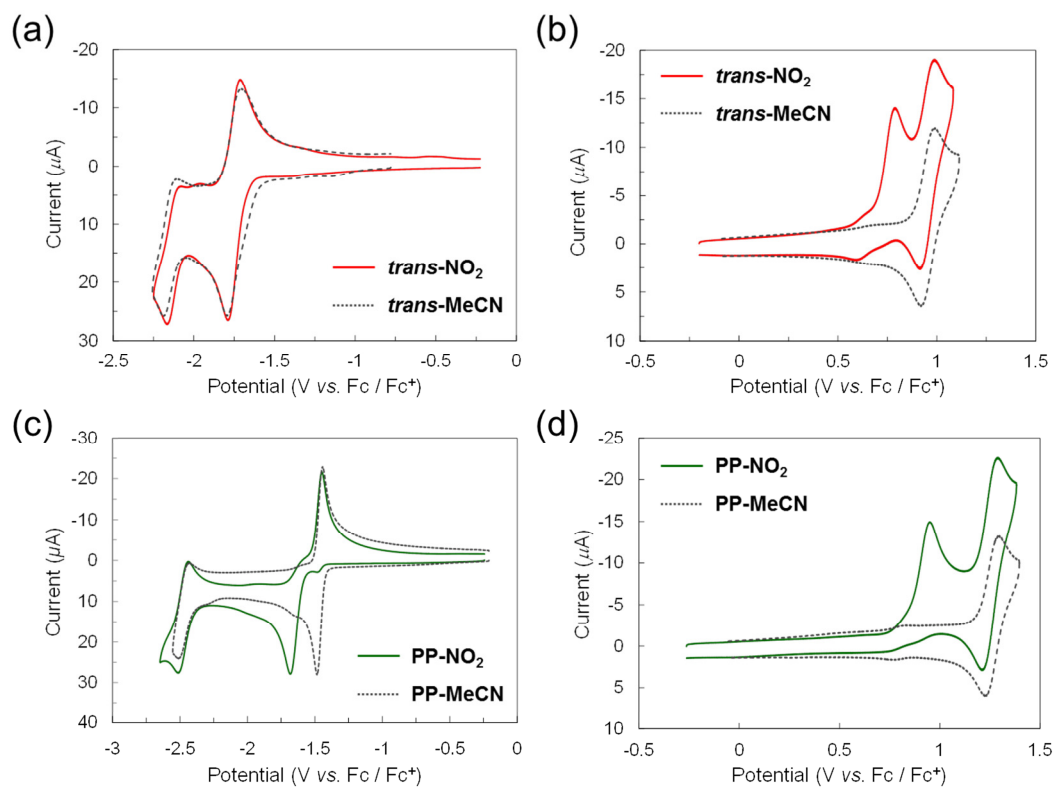 (a)
-20
-10
0
10
20
30
Current (μA)
trans-NO₂
trans-MeCN
-2.5 -2 -1.5 -1 -0.5 0
Potential (V vs. Fc / Fc⁺)
(b)
-20
-15
-10
-5
0
5
10
Current (μA)
trans-NO₂
trans-MeCN
-0.5 0 0.5 1 1.5
Potential (V vs. Fc / Fc⁺)
(c)
-30
-20
-10
0
10
20
30
40
Current (μA)
PP-NO₂
PP-MeCN
-3 -2.5 -2 -1.5 -1 -0.5 0
Potential (V vs. Fc / Fc⁺)
(d)
-25
-20
-15
-10
-5
0
5
10
Current (μA)
PP-NO₂
PP-MeCN
-0.5 0 0.5 1 1.5
Potential (V vs. Fc / Fc⁺)